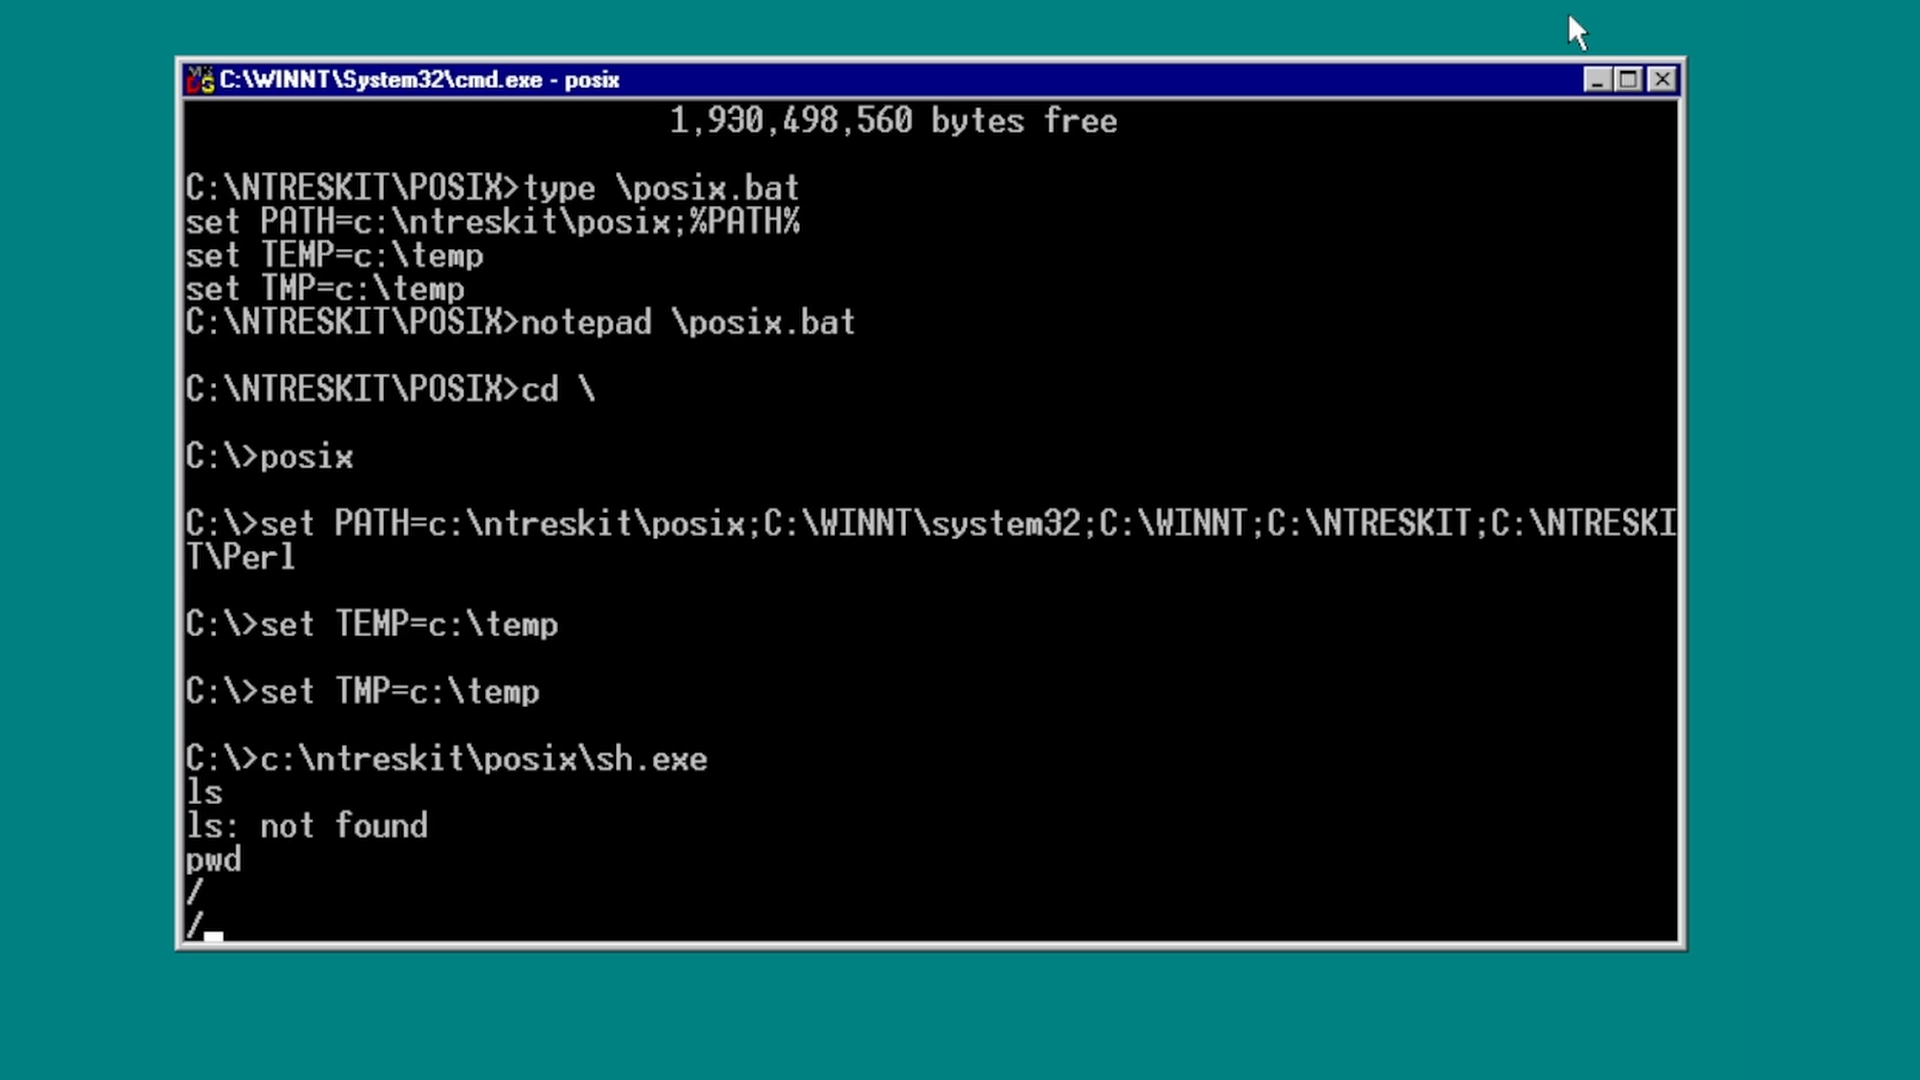 C:\WINNT\System32\cmd.exe - posix
1,930,498,560 bytes free
C:\NTRESKIT\POSIX>type \posix.bat
set PATH=c:\ntreskit\posix;%PATH%
set TEMP=c:\temp
set TMP=c:\temp
C:\NTRESKIT\POSIX>notepad \posix.bat
C:\NTRESKIT\POSIX>cd \
C:\>posix
C:\>set PATH=c:\ntreskit\posix;C:\WINNT\system32;C:\WINNT;C:\NTRESKIT;C:\NTRESKI
T\Perl
C:\>set TEMP=c:\temp
C:\>set TMP=c:\temp
C:\>c:\ntreskit\posix\sh.exe
ls
ls: not found
pwd
/
/_